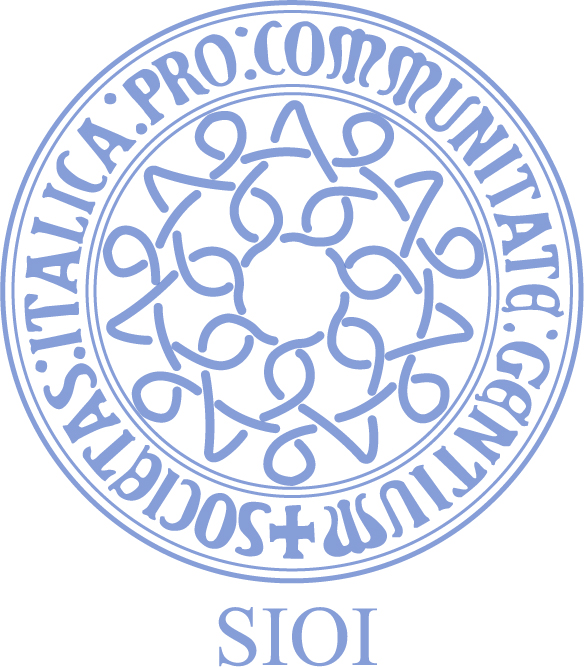 ✠ SOCIETAS : ITALICA : PRO : COMMUNITATE : GENTIUM
SIOI